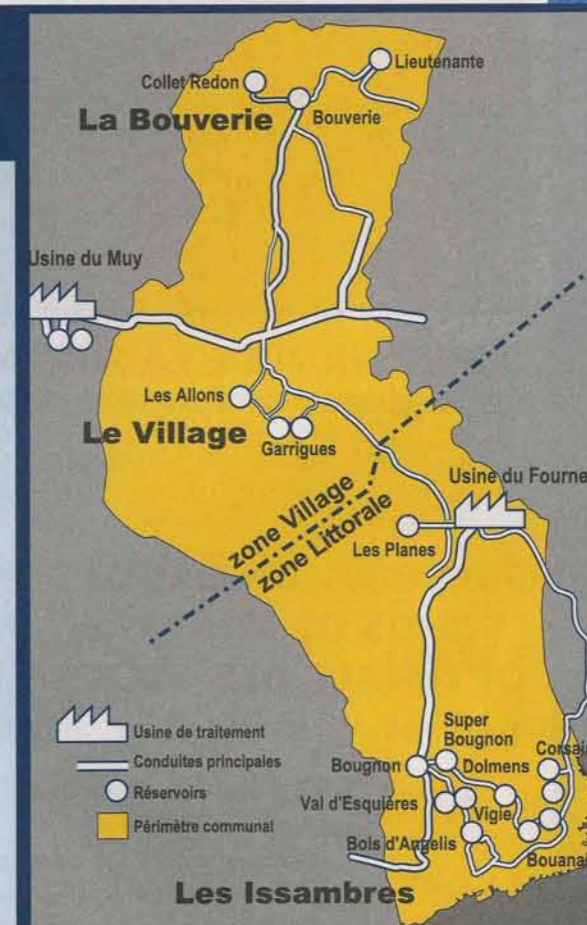 Lieutenante
Collet Redon
La Bouverie
Bouverie
Usine du Muy
Les Allons
Le Village
Garrigues
Usine du Fourne
zone Village
zone Littorale
Les Planes
Usine de traitement
Conduites principales
Réservoirs
Périmètre communal
Super
Bougnon
Corsai
Bougnon
Dolmens
Val d'Esquières
Vigie
Bois d'Angelis
Bouana
Les Issambres